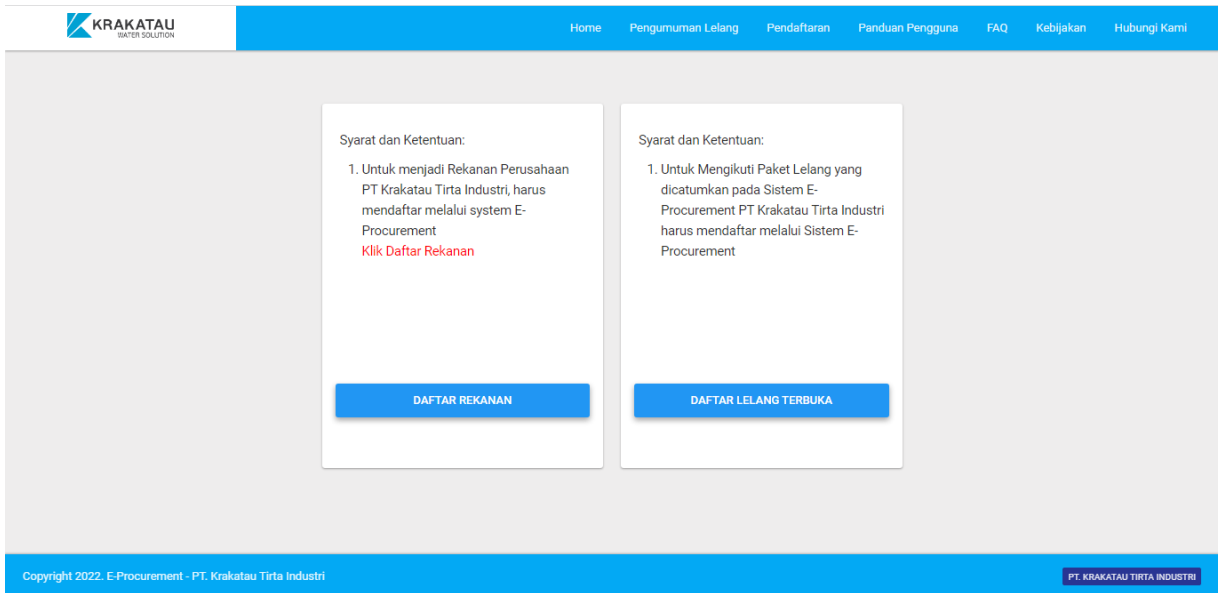 KRAKATAU
WATER SOLUTION
Home Pengumuman Lelang Pendaftaran Panduan Pengguna FAQ Kebijakan Hubungi Kami
Syarat dan Ketentuan:
1. Untuk menjadi Rekanan Perusahaan
PT Krakatau Tirta Industri, harus
mendaftar melalui system E-
Procurement
Klik Daftar Rekanan
DAFTAR REKANAN
Syarat dan Ketentuan:
1. Untuk Mengikuti Paket Lelang yang
dicatumkan pada Sistem E-
Procurement PT Krakatau Tirta Industri
harus mendaftar melalui Sistem E-
Procurement
DAFTAR LELANG TERBUKA
Copyright 2022. E-Procurement - PT. Krakatau Tirta Industri
PT. KRAKATAU TIRTA INDUSTRI